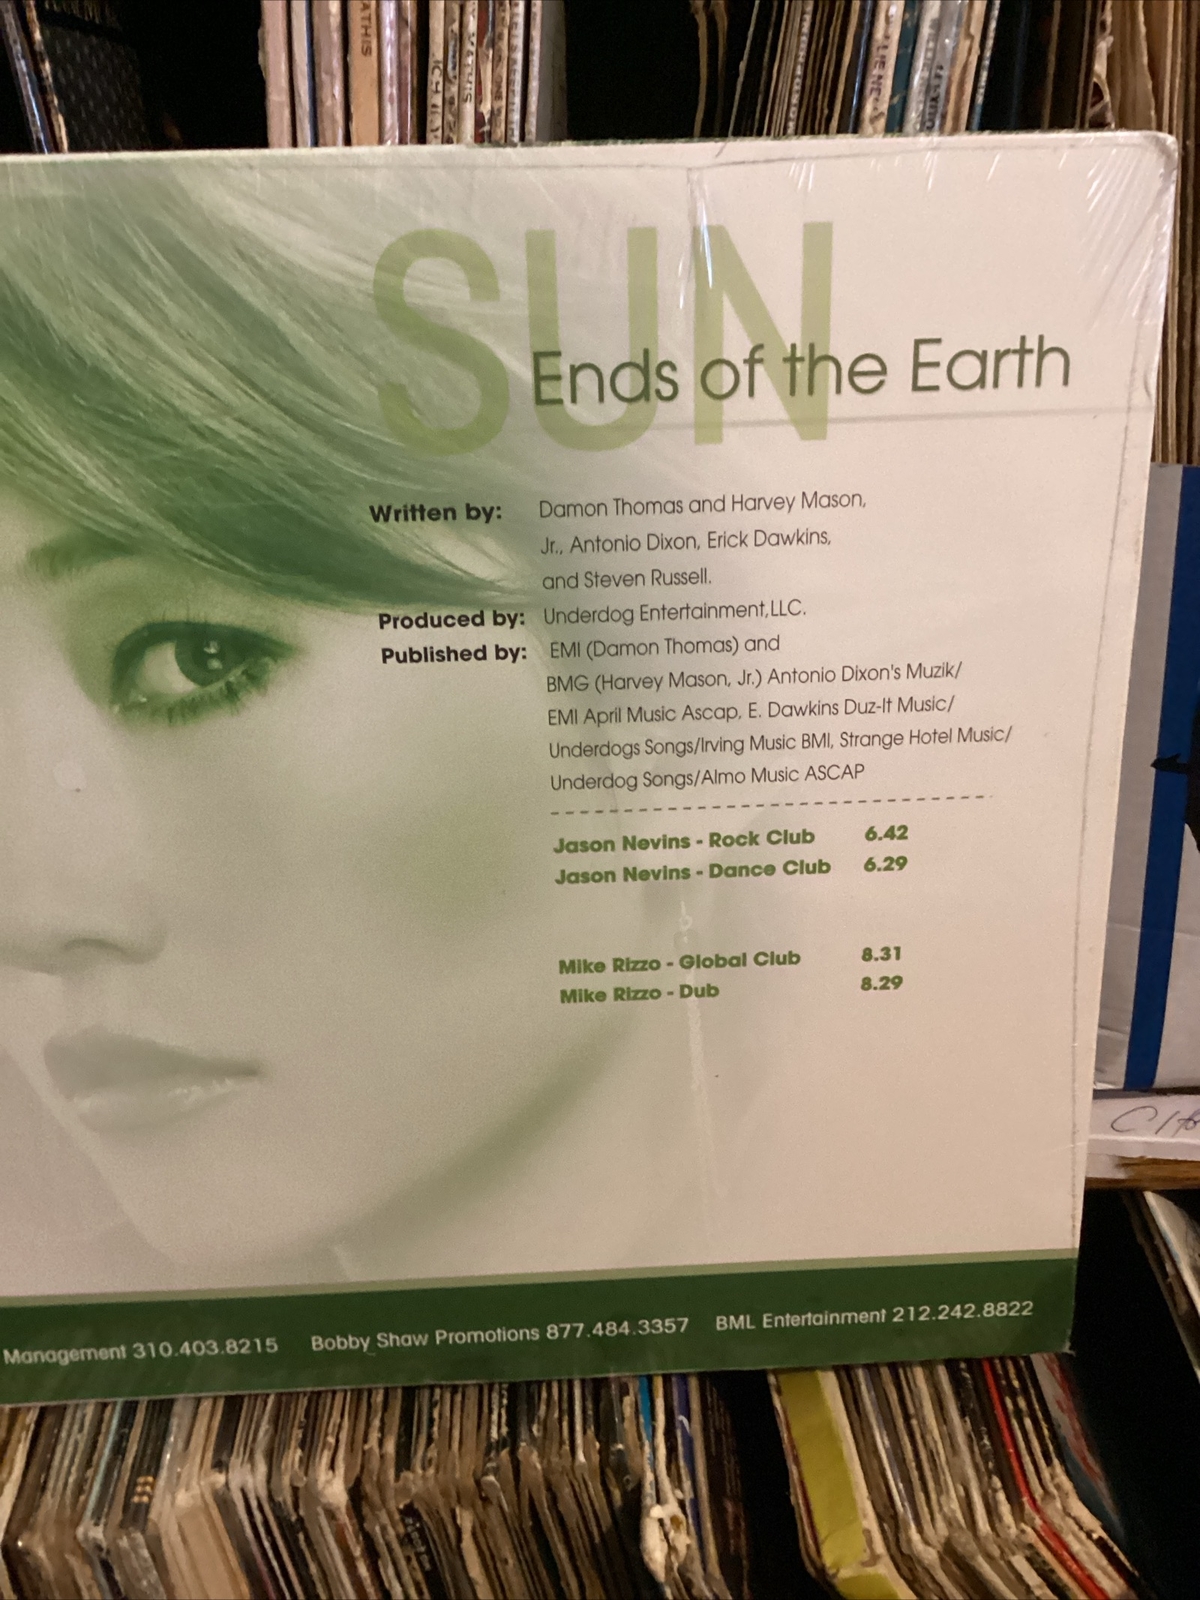 ATHIS
SUN
Ends of the Earth
Written by: Damon Thomas and Harvey Mason,
Jr., Antonio Dixon, Erick Dawkins,
and Steven Russell.
Produced by: Underdog Entertainment,LLC.
Published by: EMI (Damon Thomas) and
BMG (Harvey Mason, Jr.) Antonio Dixon's Muzik/
EMI April Music Ascap, E. Dawkins Duz-It Music/
Underdogs Songs/Irving Music BMI, Strange Hotel Music/
Underdog Songs/Almo Music ASCAP
Jason Nevins - Rock Club 6.42
Jason Nevins - Dance Club 6.29
Mike Rizzo - Global Club 8.31
Mike Rizzo - Dub 8.29
Management 310.403.8215 Bobby Shaw Promotions 877.484.3357 BML Entertainment 212.242.8822